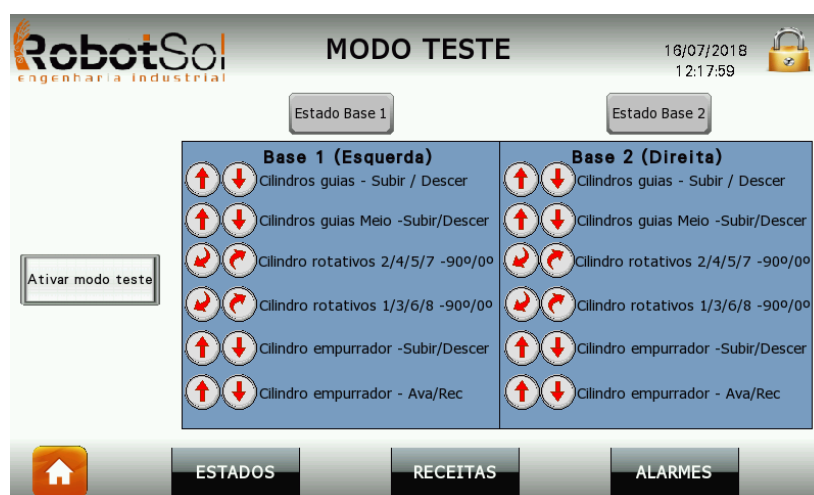 RobotSol
engenharia industrial
MODO TESTE
16/07/2018
12:17:59
Estado Base 1
Estado Base 2
Base 1 (Esquerda)
Cilindros guias - Subir / Descer
Cilindros guias Meio -Subir/Descer
Cilindro rotativos 2/4/5/7 -90º/0º
Cilindro rotativos 1/3/6/8 -90º/0º
Cilindro empurrador -Subir/Descer
Cilindro empurrador - Ava/Rec
Base 2 (Direita)
Cilindros guias - Subir / Descer
Cilindros guias Meio -Subir/Descer
Cilindro rotativos 2/4/5/7 -90º/0º
Cilindro rotativos 1/3/6/8 -90º/0º
Cilindro empurrador -Subir/Descer
Cilindro empurrador - Ava/Rec
Ativar modo teste
ESTADOS
RECEITAS
ALARMES